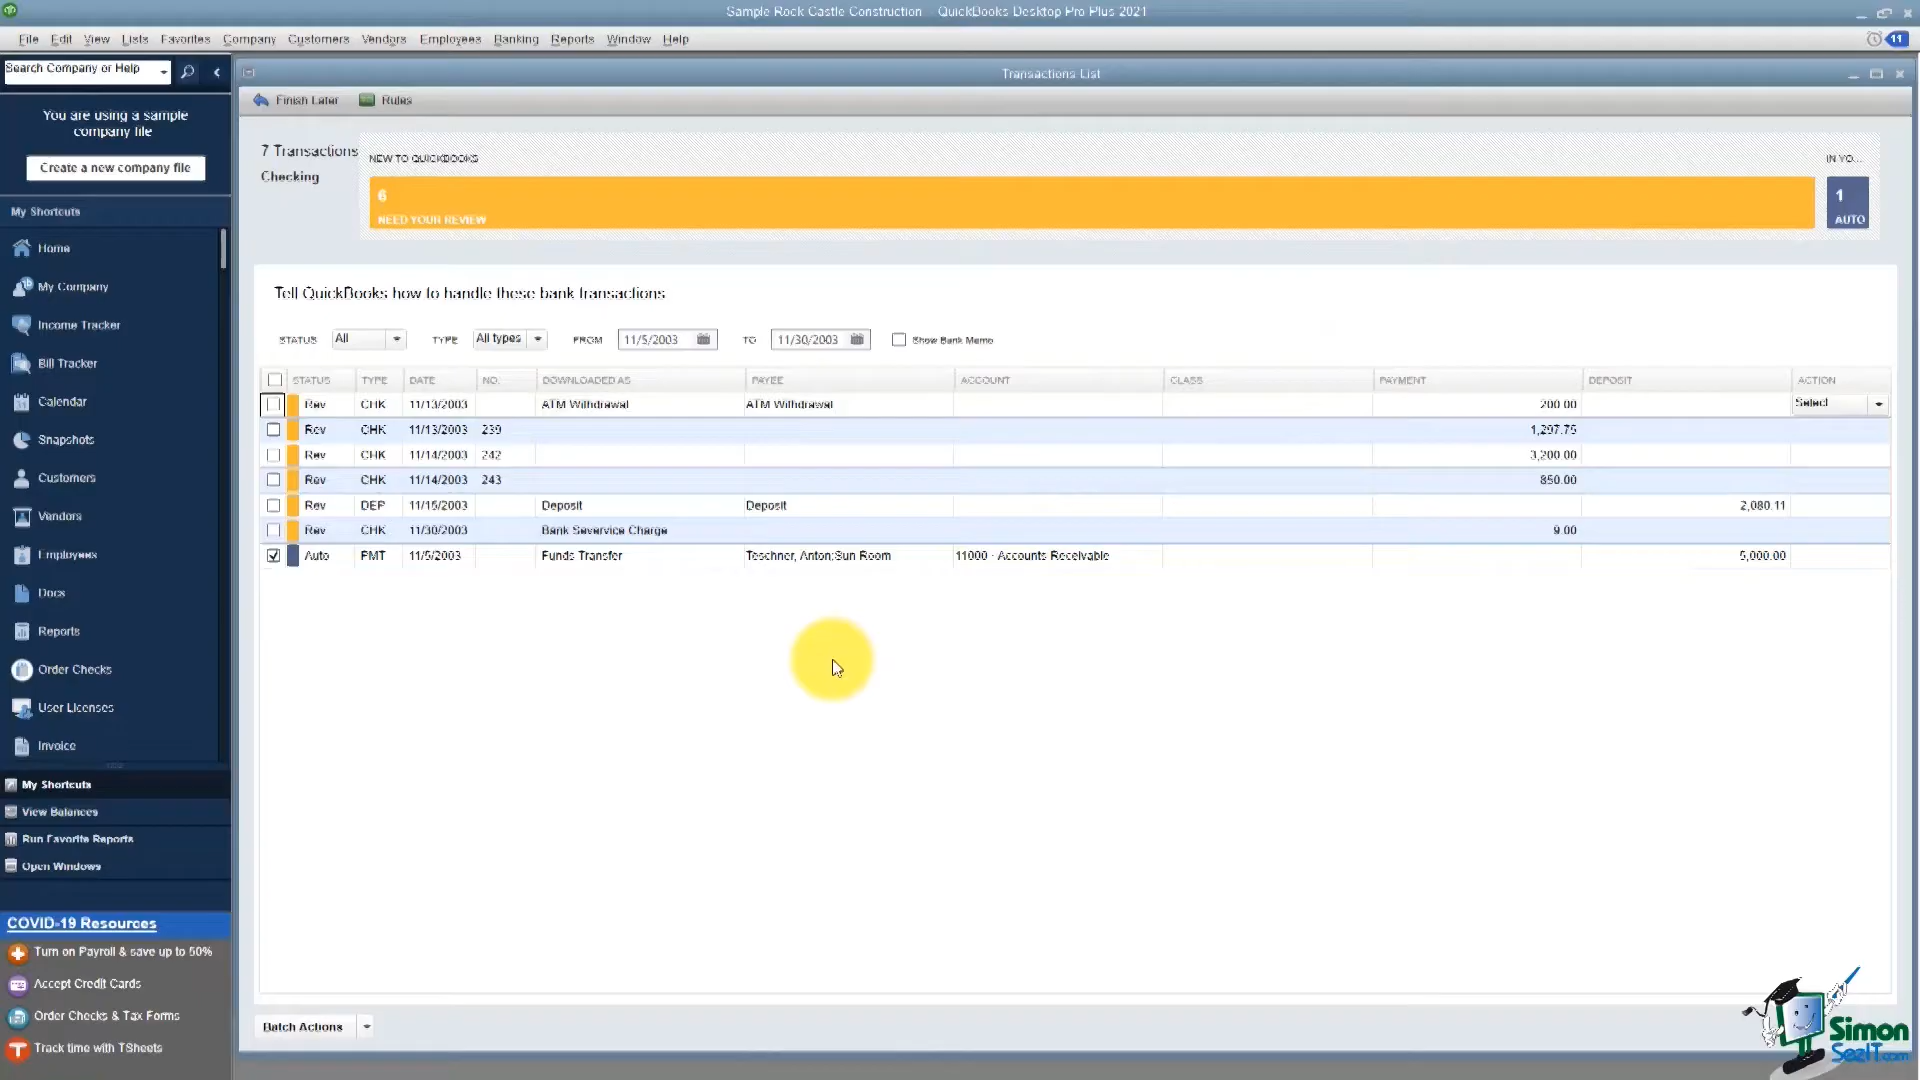 Sample Rock Castle Construction - QuickBooks Desktop Pro Plus 2021
File Edit View Lists Favorites Company Customers Vendors Employees Banking Reports Window Help
11
Search Company or Help
Transactions List
Finish Later Rules
You are using a sample
company file
Create a new company file
7 Transactions
Checking
NEW TO QUICKBOOKS
IN YO...
6
NEED YOUR REVIEW
1
AUTO
My Shortcuts
Home
My Company
Income Tracker
Bill Tracker
Calendar
Snapshots
Customers
Vendors
Employees
Docs
Reports
Order Checks
User Licenses
Invoice
My Shortcuts
View Balances
Run Favorite Reports
Open Windows
COVID-19 Resources
Turn on Payroll & save up to 50%
Accept Credit Cards
Order Checks & Tax Forms
Track time with TSheets
Tell QuickBooks how to handle these bank transactions
STATUS All TYPE All types FROM 11/5/2003 TO 11/30/2003 Show Bank Memo
STATUS TYPE DATE NO. DOWNLOADED AS PAYEE ACCOUNT CLASS PAYMENT DEPOSIT ACTION
Rev CHK 11/13/2003 ATM Withdrawal ATM Withdrawal 200.00 Select
Rev CHK 11/13/2003 239 1,297.75
Rev CHK 11/14/2003 242 3,200.00
Rev CHK 11/14/2003 243 850.00
Rev DEP 11/15/2003 Deposit Deposit 2,080.11
Rev CHK 11/30/2003 Bank Severvice Charge 9.00
Auto PMT 11/5/2003 Funds Transfer Teschner, Anton:Sun Room 11000 · Accounts Receivable 5,000.00
Batch Actions
Simon
SezIT.com